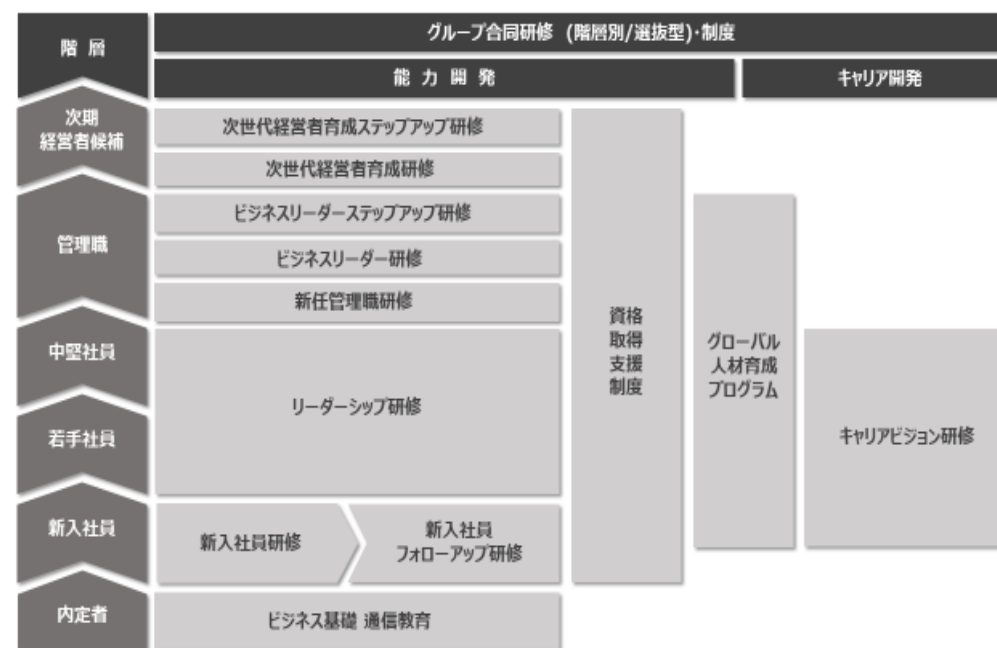 階 層
グループ合同研修 (階層別/選抜型)・制度
能 力 開 発
キャリア開発
次期
経営者候補
次世代経営者育成ステップアップ研修
次世代経営者育成研修
管理職
ビジネスリーダーステップアップ研修
ビジネスリーダー研修
新任管理職研修
中堅社員
若手社員
リーダーシップ研修
新入社員
新入社員研修
新入社員
フォローアップ研修
内定者
ビジネス基礎 通信教育
資格
取得
支援
制度
グローバル
人材育成
プログラム
キャリアビジョン研修